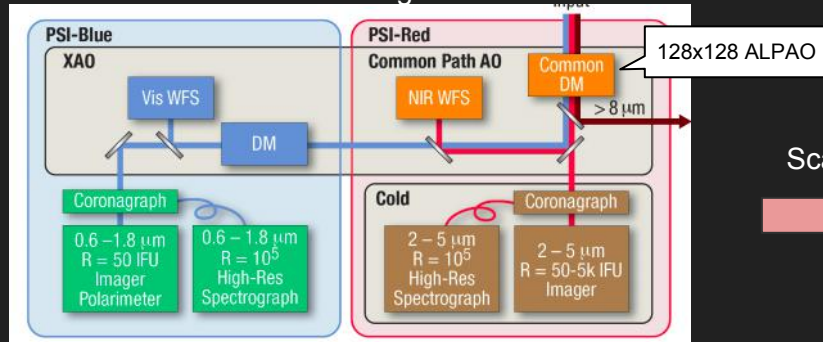 PSI-Blue
PSI-Red
XAO
Common Path AO
Common
DM
128x128 ALPAO
Vis WFS
NIR WFS
> 8 µm
DM
Coronagraph
0.6 –1.8 µm
R = 50 IFU
Imager
Polarimeter
0.6 – 1.8 µm
R = 10⁵
High-Res
Spectrograph
Cold
Coronagraph
2 – 5 µm
R = 10⁵
High-Res
Spectrograph
2 – 5 µm
R = 50-5k IFU
Imager